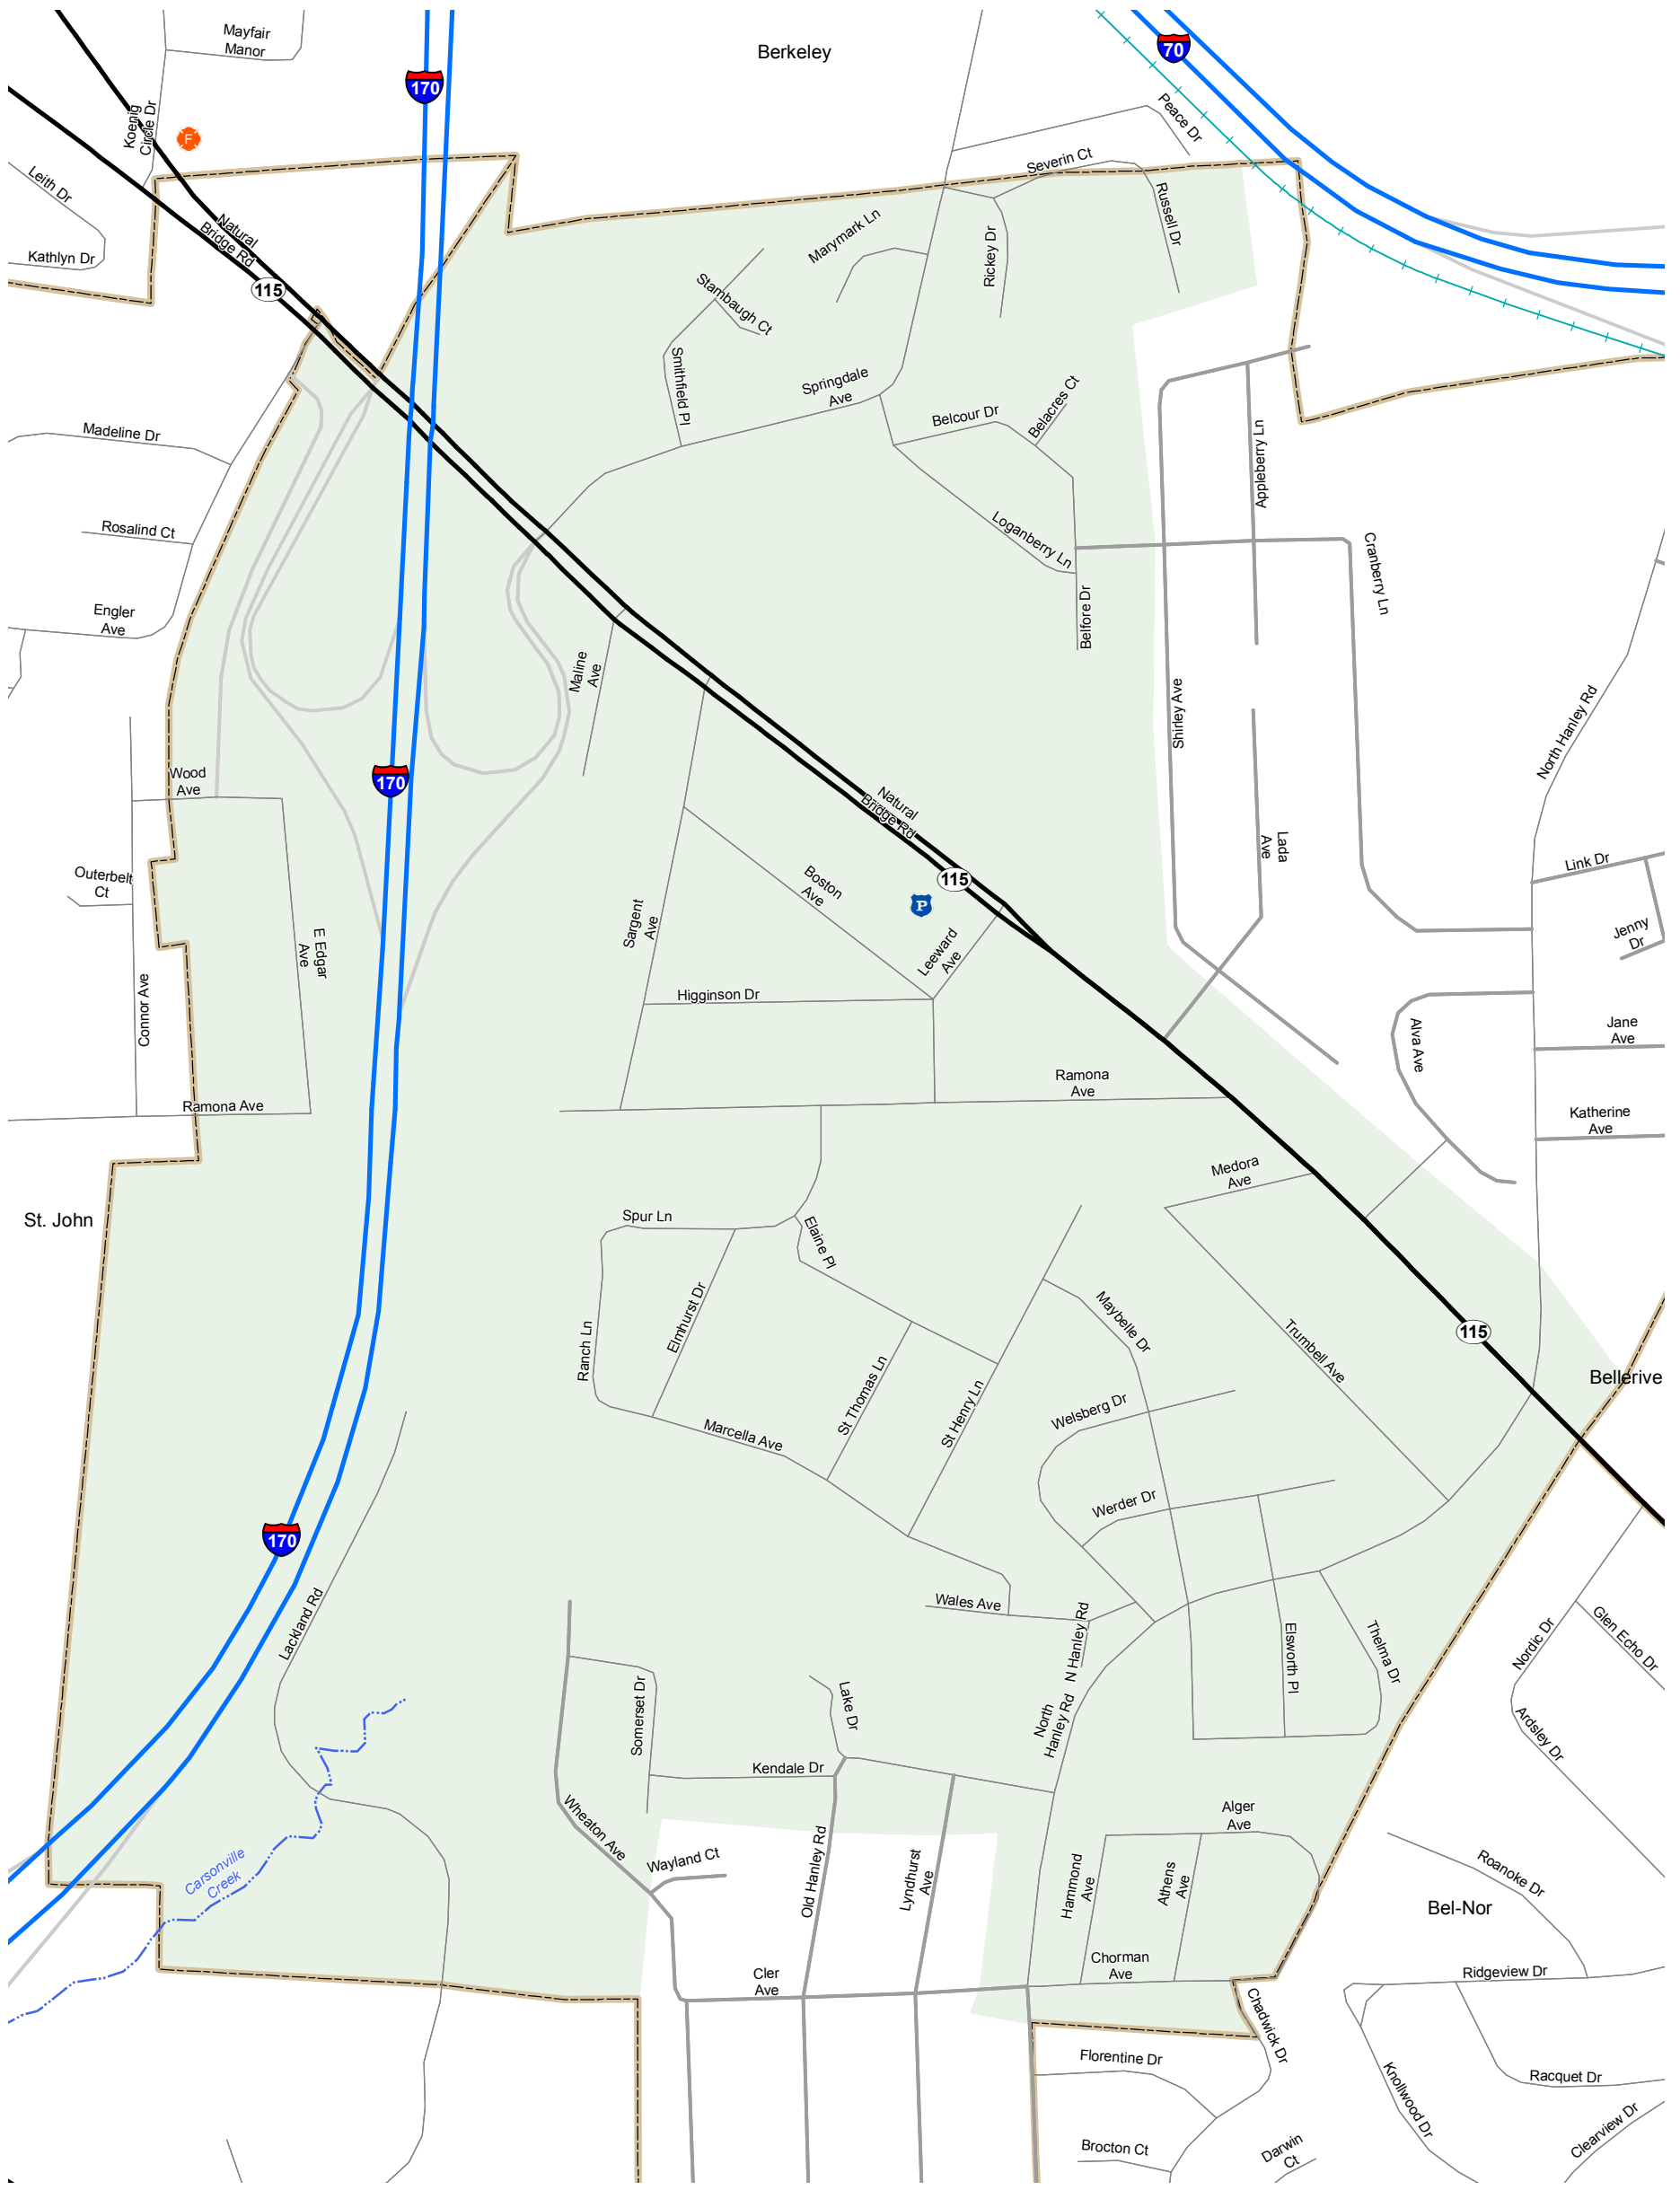 Mayfair
Manor
Berkeley
70
170
Koenig
Circle Dr
F
Peace Dr
Severin Ct
Leith Dr
Russell Dr
Marymark Ln
Natural
Bridge Rd
Rickey Dr
Kathlyn Dr
115
Stambaugh Ct
Smithfield Pl
Springdale
Ave
Belacres Ct
Belcour Dr
Madeline Dr
Appleberry Ln
Rosalind Ct
Loganberry Ln
Cranberry Ln
Engler
Ave
Belfore Dr
Maline
Ave
Shirley Ave
North Hanley Rd
Wood
Ave
170
Natural
Bridge Rd
Lada
Ave
Link Dr
Outerbelt
Ct
Boston
Ave
115
P
Sargent
Ave
Leeward
Ave
Jenny
Dr
E Edgar
Ave
Connor Ave
Higginson Dr
Alva Ave
Jane
Ave
Ramona
Ave
Ramona Ave
Katherine
Ave
Medora
Ave
St. John
Spur Ln
Elaine Pl
Elmhurst Dr
Ranch Ln
Maybelle Dr
Trumbell Ave
115
Bellerive
St Thomas Ln
St Henry Ln
Marcella Ave
Welsberg Dr
Werder Dr
170
Lackland Rd
Wales Ave
N Hanley Rd
Elsworth Pl
Thelma Dr
Nordic Dr
Glen Echo Dr
Somerset Dr
Lake Dr
North
Hanley Rd
Ardsley Dr
Kendale Dr
Wheaton Ave
Alger
Ave
Wayland Ct
Old Hanley Rd
Lyndhurst
Ave
Hammond
Ave
Athens
Ave
Carsonville
Creek
Roanoke Dr
Bel-Nor
Cler
Ave
Chorman
Ave
Ridgeview Dr
Chadwick Dr
Florentine Dr
Knollwood Dr
Racquet Dr
Clearview Dr
Brocton Ct
Darwin
Ct